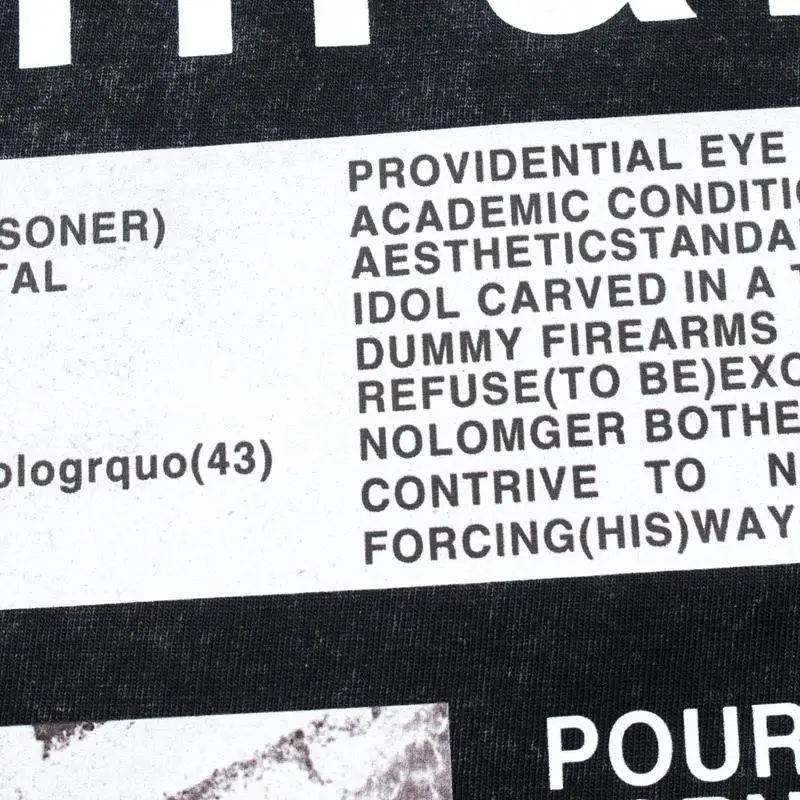 SONER)
TAL
ologrquo(43)
PROVIDENTIAL EYE
ACADEMIC CONDITIO
AESTHETICSTANDA
IDOL CARVED IN A T
DUMMY FIREARMS
REFUSE(TO BE)EXC
NOLOMGER BOTHE
CONTRIVE TO N
FORCING(HIS)WAY
POUR